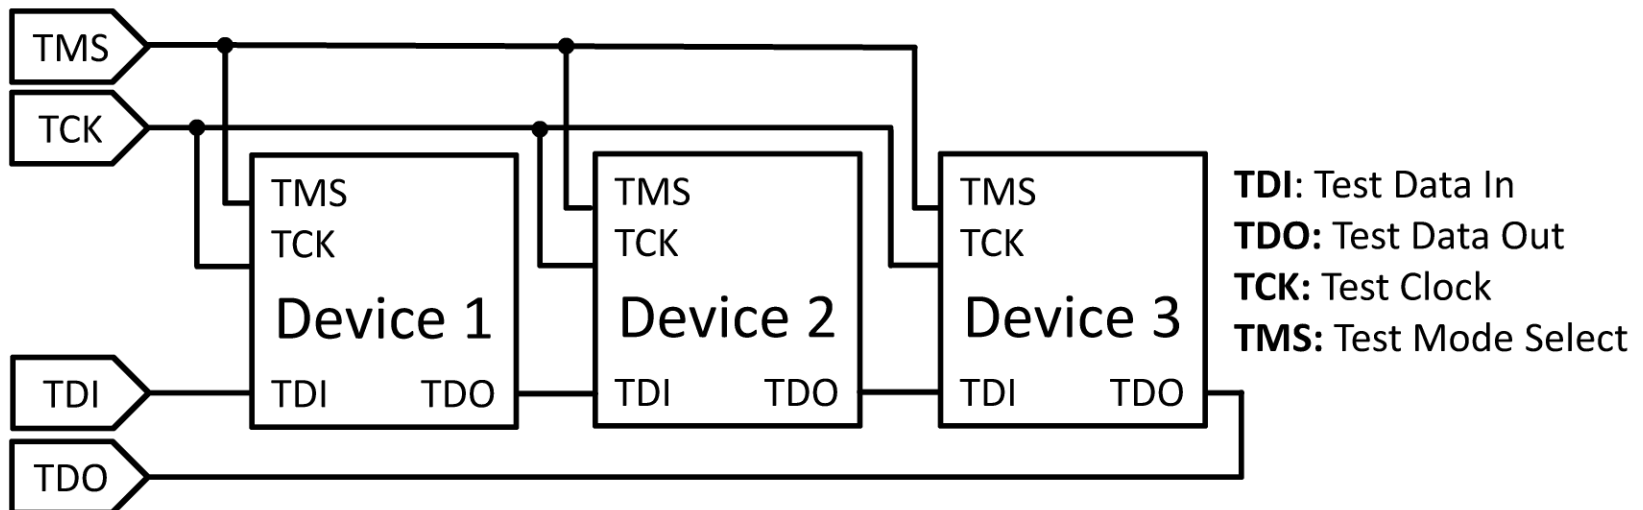 TMS
TCK
TDI
TDO
TMS
TCK
Device 1
TDI TDO
TMS
TCK
Device 2
TDI TDO
TMS
TCK
Device 3
TDI TDO
TDI: Test Data In
TDO: Test Data Out
TCK: Test Clock
TMS: Test Mode Select